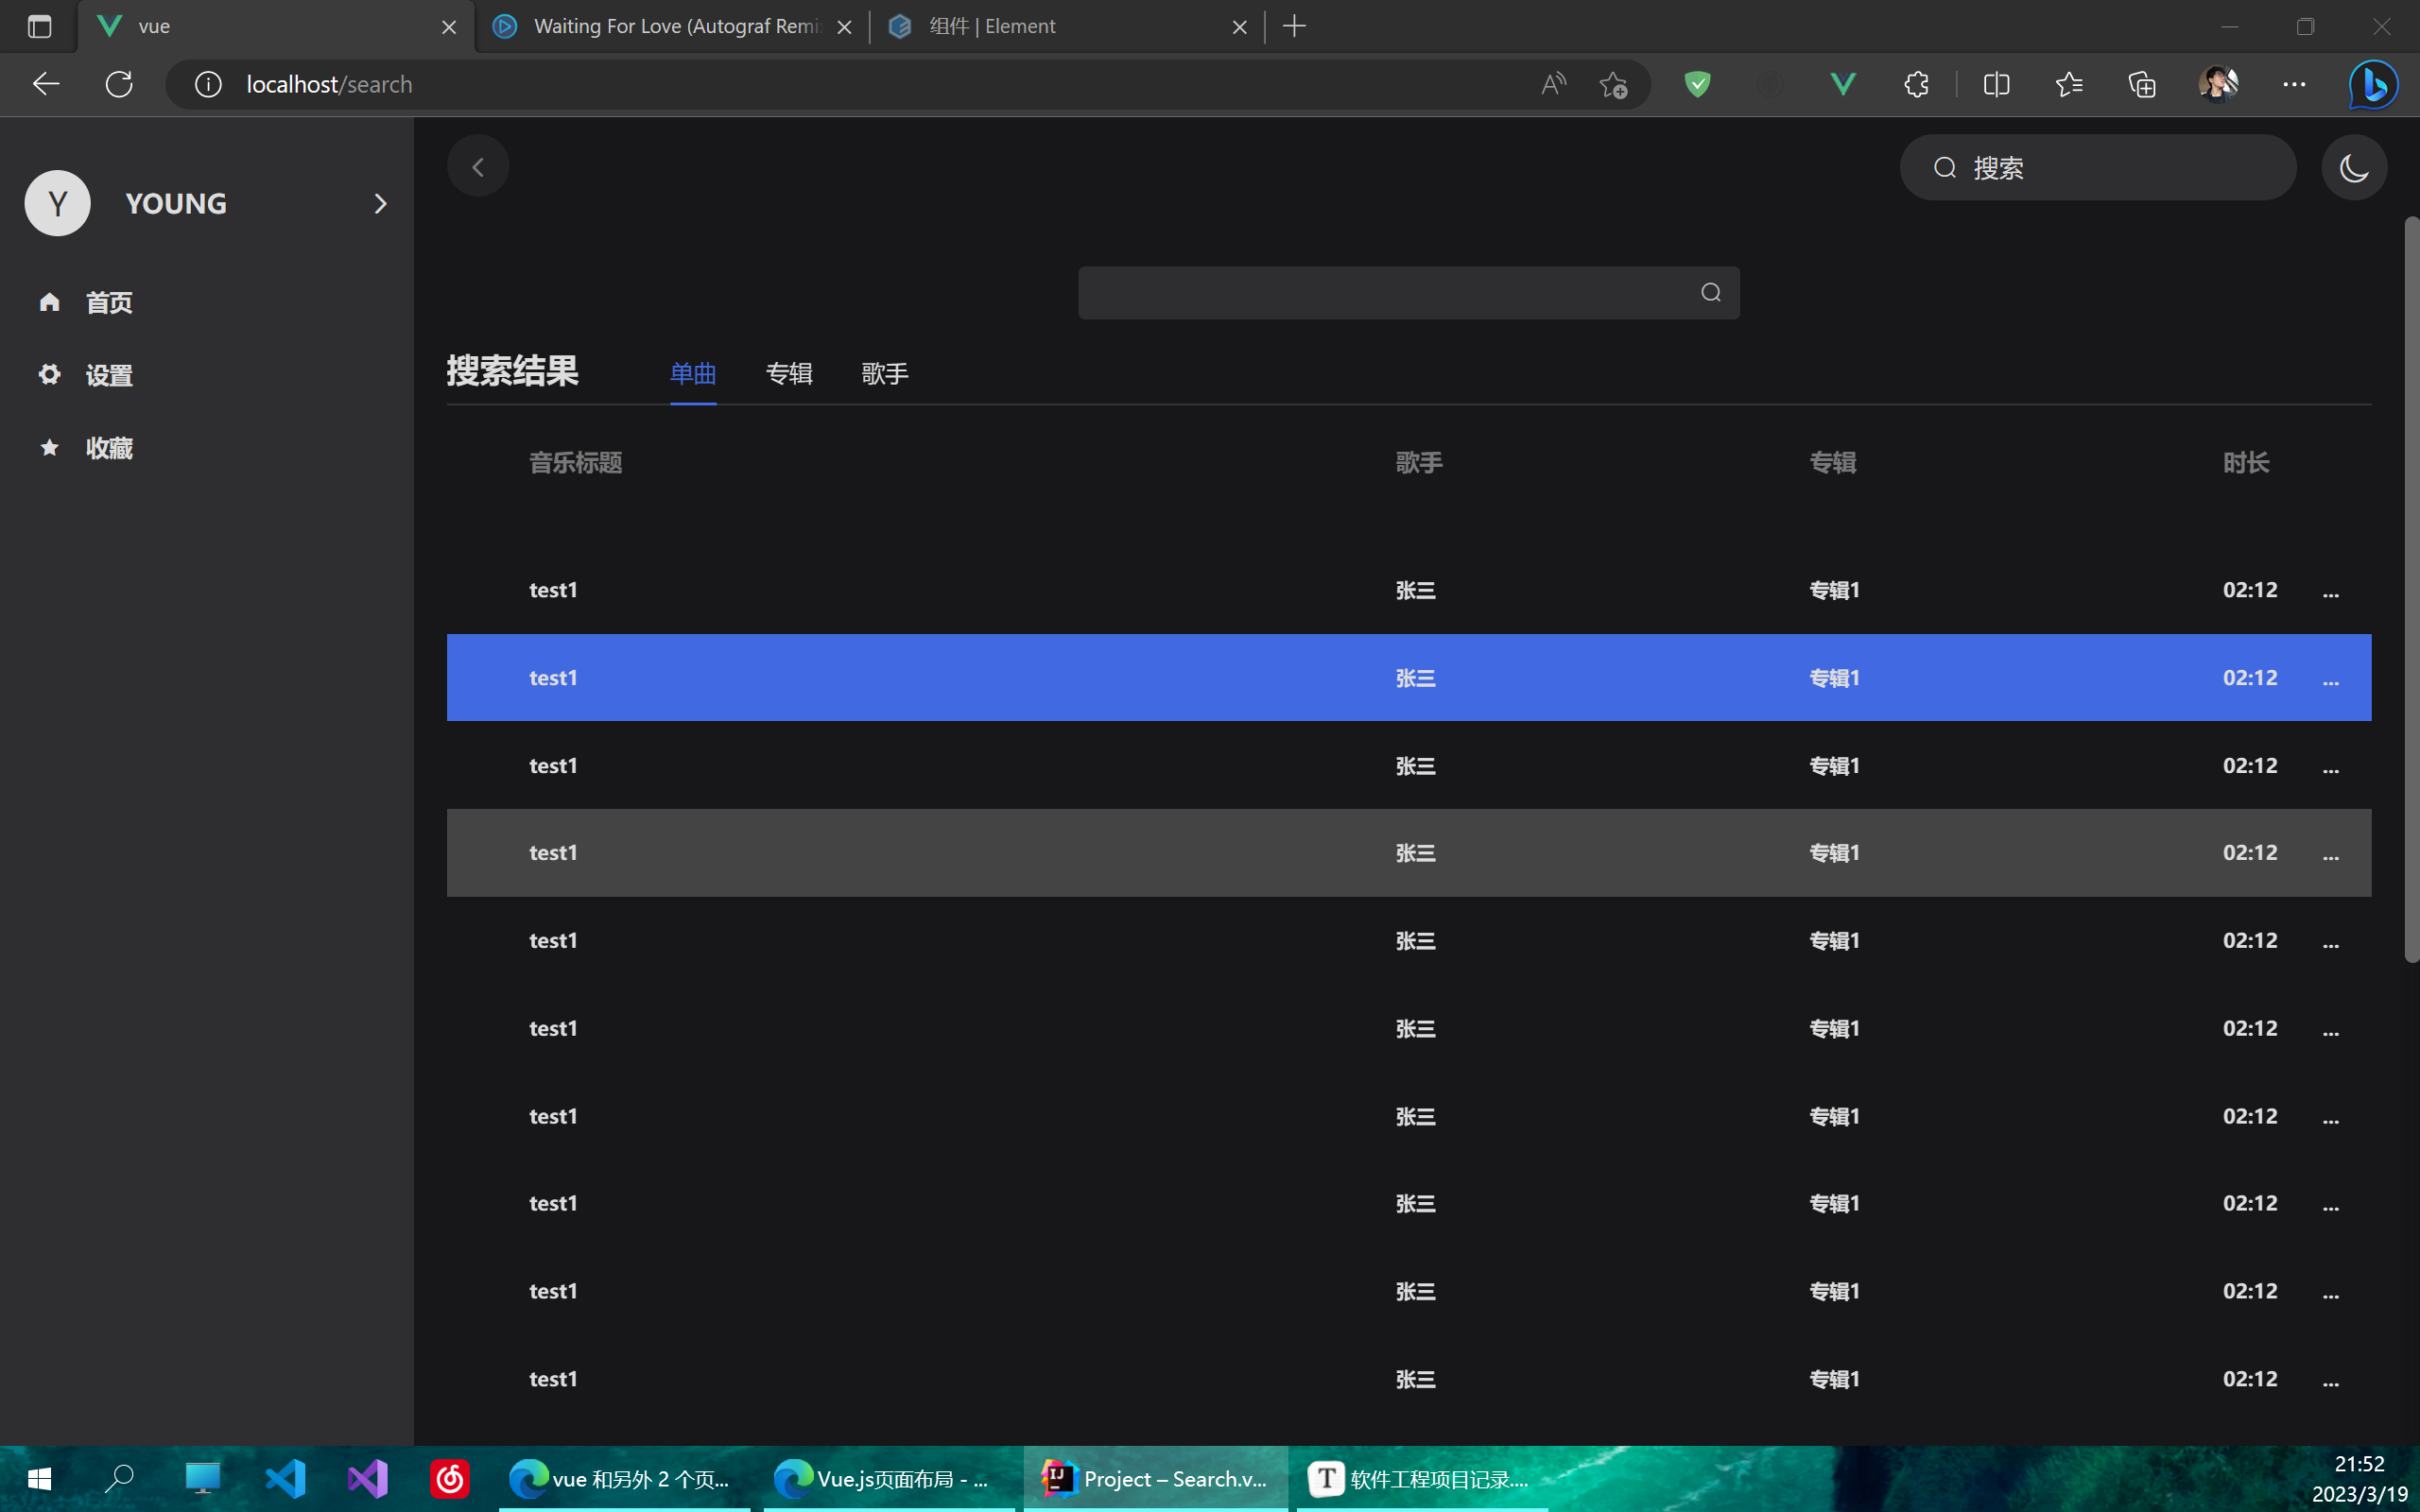 vue
Waiting For Love (Autograf Remi
组件 | Element
localhost/search
Y
YOUNG
搜索
首页
设置
收藏
搜索结果 单曲 专辑 歌手
音乐标题 歌手 专辑 时长
test1 张三 专辑1 02:12 ...
test1 张三 专辑1 02:12 ...
test1 张三 专辑1 02:12 ...
test1 张三 专辑1 02:12 ...
test1 张三 专辑1 02:12 ...
test1 张三 专辑1 02:12 ...
test1 张三 专辑1 02:12 ...
test1 张三 专辑1 02:12 ...
test1 张三 专辑1 02:12 ...
test1 张三 专辑1 02:12 ...
vue 和另外 2 个页...
Vue.js页面布局 - ...
Project – Search.v...
软件工程项目记录....
21:52
2023/3/19